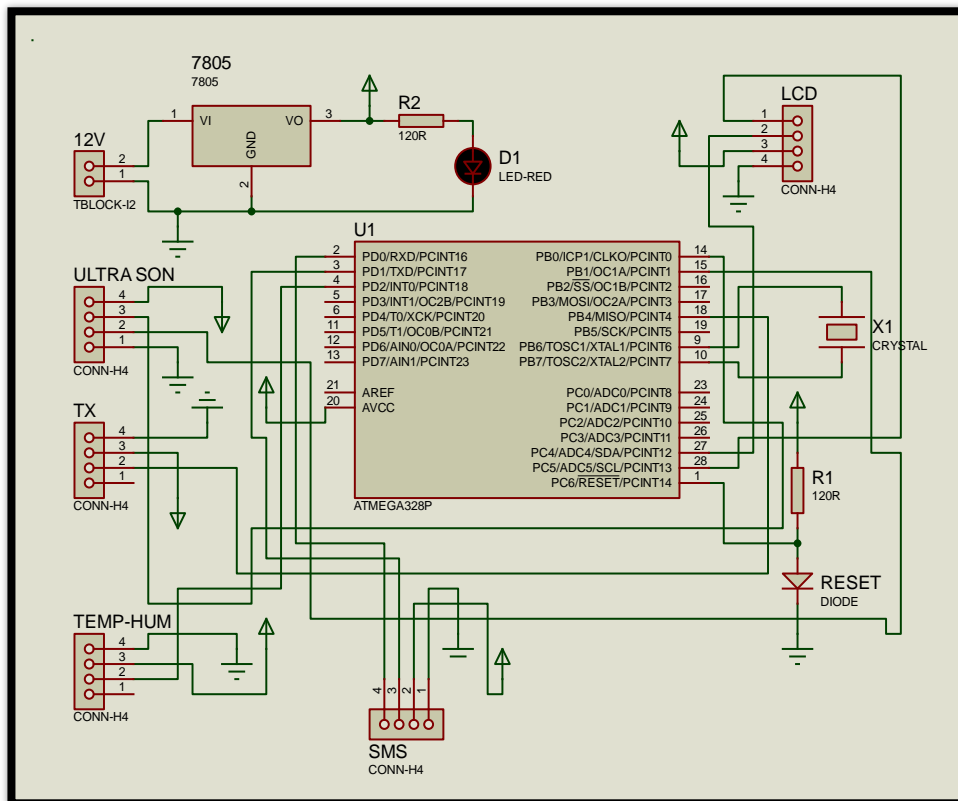 7805
7805
1
VI
VO
3
GND
2
R2
120R
D1
LED-RED
12V
2
1
TBLOCK-I2
LCD
1
2
3
4
CONN-H4
ULTRA SON
4
3
2
1
CONN-H4
TX
4
3
2
1
CONN-H4
TEMP-HUM
4
3
2
1
CONN-H4
U1
2 PD0/RXD/PCINT16
3 PD1/TXD/PCINT17
4 PD2/INT0/PCINT18
5 PD3/INT1/OC2B/PCINT19
6 PD4/T0/XCK/PCINT20
11 PD5/T1/OC0B/PCINT21
12 PD6/AIN0/OC0A/PCINT22
13 PD7/AIN1/PCINT23
21 AREF
20 AVCC
PB0/ICP1/CLKO/PCINT0 14
PB1/OC1A/PCINT1 15
PB2/SS/OC1B/PCINT2 16
PB3/MOSI/OC2A/PCINT3 17
PB4/MISO/PCINT4 18
PB5/SCK/PCINT5 19
PB6/TOSC1/XTAL1/PCINT6 9
PB7/TOSC2/XTAL2/PCINT7 10
PC0/ADC0/PCINT8 23
PC1/ADC1/PCINT9 24
PC2/ADC2/PCINT10 25
PC3/ADC3/PCINT11 26
PC4/ADC4/SDA/PCINT12 27
PC5/ADC5/SCL/PCINT13 28
PC6/RESET/PCINT14 1
ATMEGA328P
X1
CRYSTAL
R1
120R
RESET
DIODE
4
3
2
1
SMS
CONN-H4